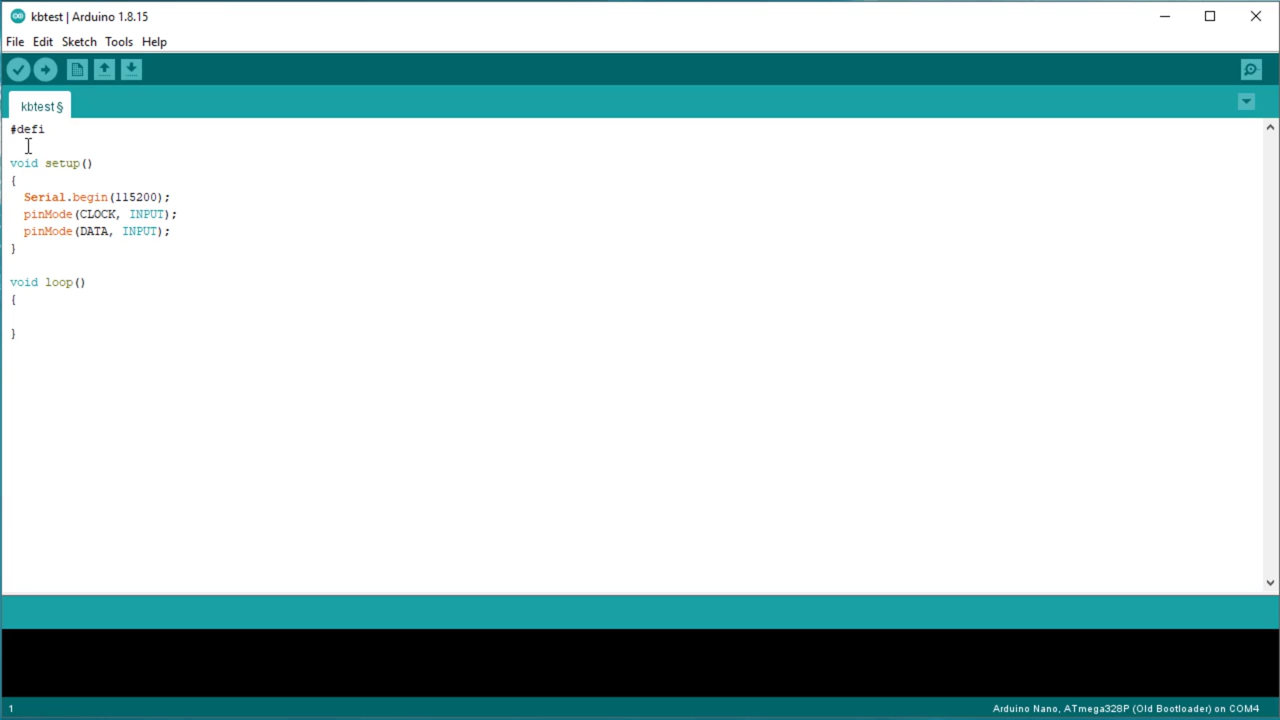 kbtest | Arduino 1.8.15
File Edit Sketch Tools Help
kbtest §
#defi
void setup()
{
  Serial.begin(115200);
  pinMode(CLOCK, INPUT);
  pinMode(DATA, INPUT);
}
void loop()
{
}
1 Arduino Nano, ATmega328P (Old Bootloader) on COM4